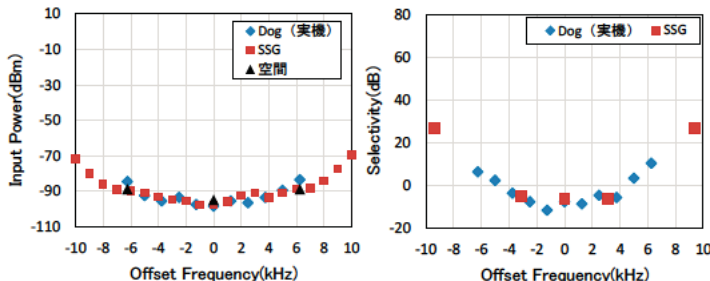 10
-10
-30
-50
-70
-90
-110
Input Power(dBm)
Dog（実機）
SSG
空間
-10 -8 -6 -4 -2 0 2 4 6 8 10
Offset Frequency(kHz)
80
60
40
20
0
-20
Selectivity(dB)
Dog（実機） SSG
-10 -8 -6 -4 -2 0 2 4 6 8 10
Offset Frequency(kHz)